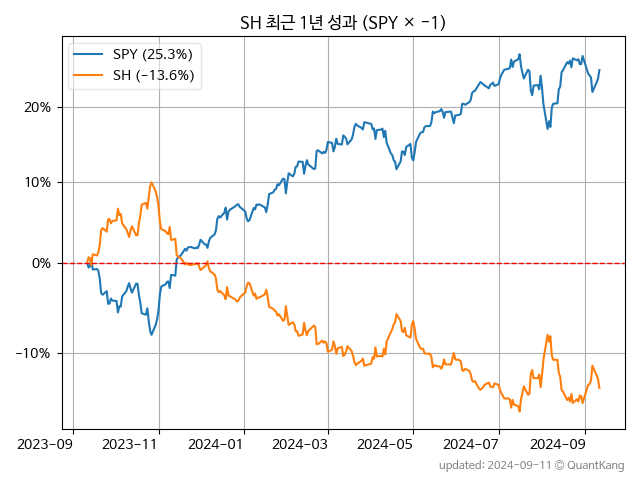 SH 최근 1년 성과 (SPY × −1)
SPY (25.3%)
SH (−13.6%)
20%
10%
0%
−10%
2023-09
2023-11
2024-01
2024-03
2024-05
2024-07
2024-09
updated: 2024-09-11 © QuantKang